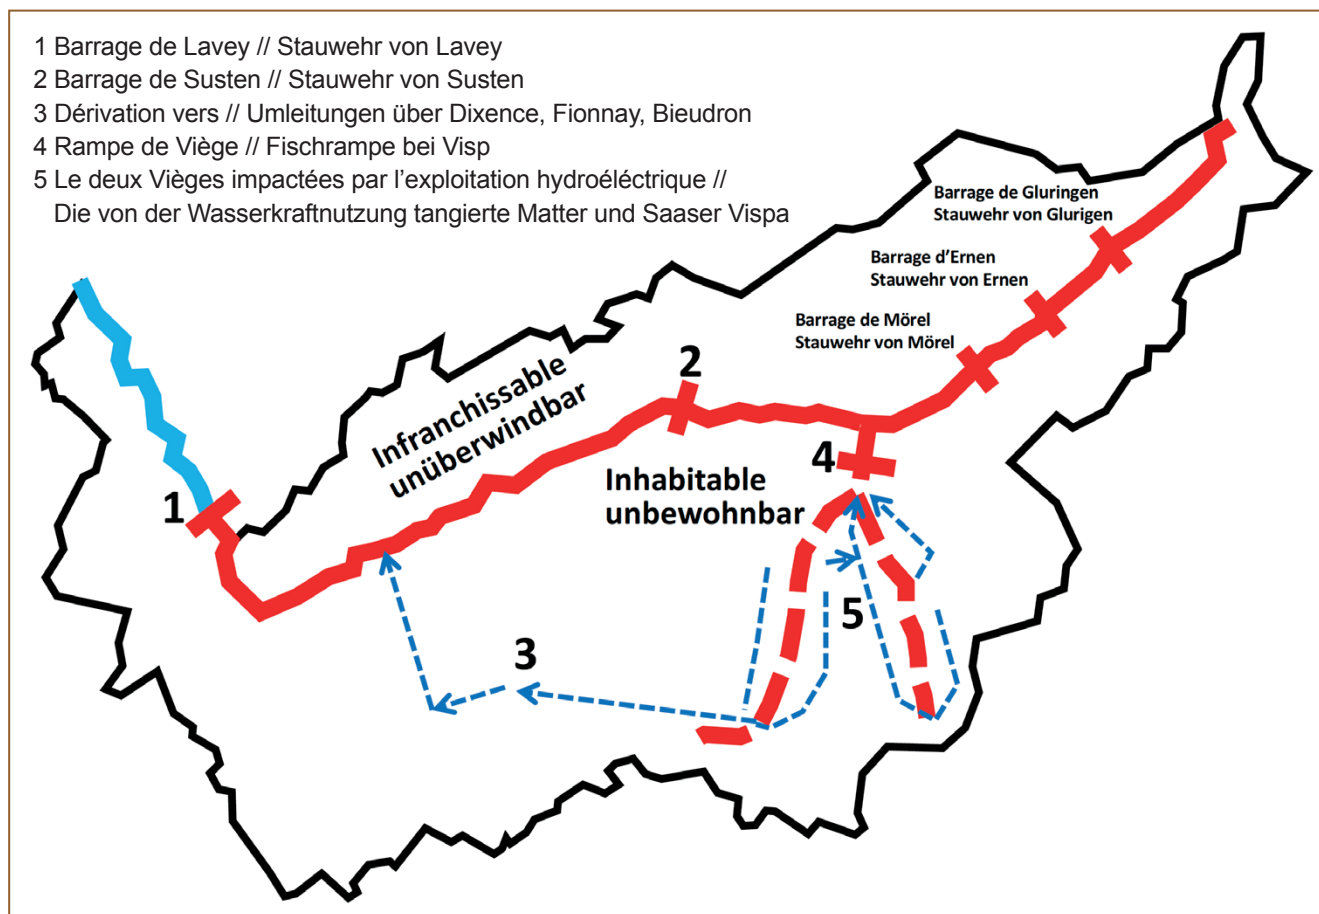 1 Barrage de Lavey // Stauwehr von Lavey
2 Barrage de Susten // Stauwehr von Susten
3 Dérivation vers // Umleitungen über Dixence, Fionnay, Bieudron
4 Rampe de Viège // Fischrampe bei Visp
5 Le deux Vièges impactées par l’exploitation hydroéléctrique //
Die von der Wasserkraftnutzung tangierte Matter und Saaser Vispa
Barrage de Gluringen
Stauwehr von Glurigen
Barrage d’Ernen
Stauwehr von Ernen
Barrage de Mörel
Stauwehr von Mörel
2
Infranchissable
unüberwindbar
4
Inhabitable
unbewohnbar
1
5
3